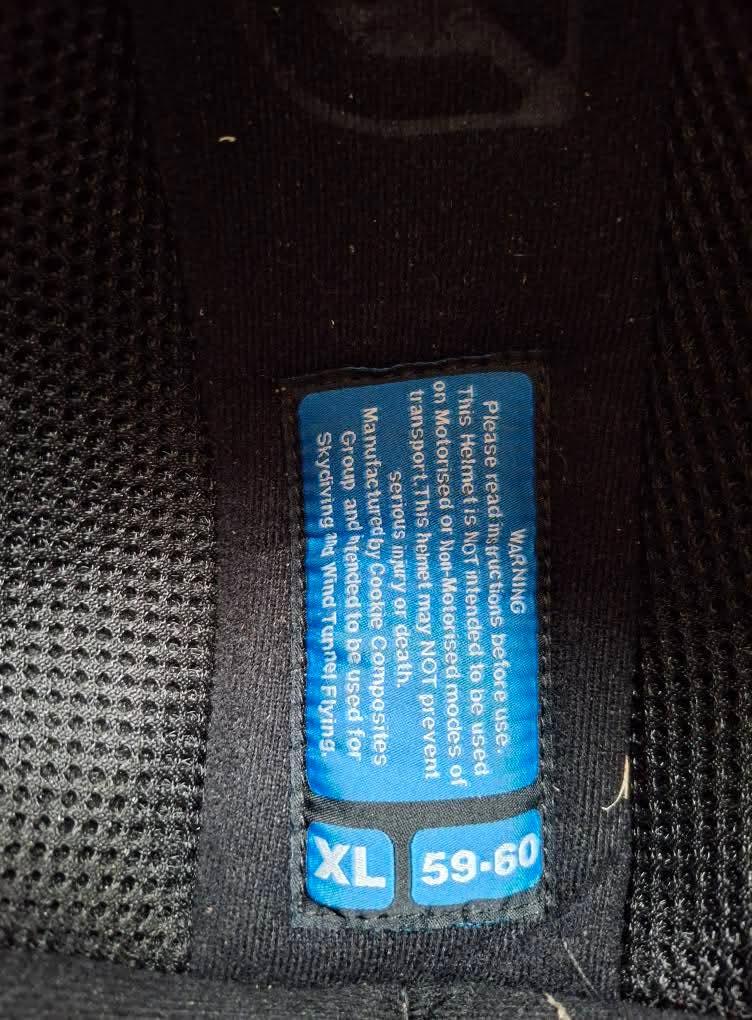 WARNING
Please read instructions before use.
This Helmet is NOT intended to be used
on Motorised or Non-Motorised modes of
transport. This helmet may NOT prevent
serious injury or death.
Manufactured by Cookie Composites
Group and intended to be used for
Skydiving and Wind Tunnel Flying.
XL
59-60